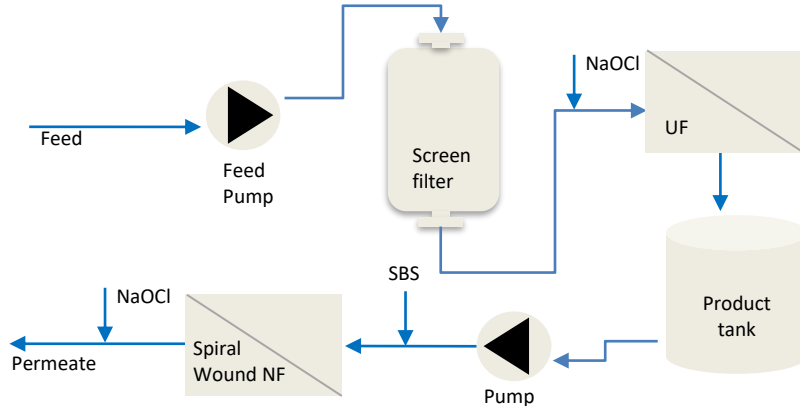 Feed
Feed
Pump
Screen
filter
NaOCl
UF
Product
tank
Pump
SBS
Spiral
Wound NF
NaOCl
Permeate